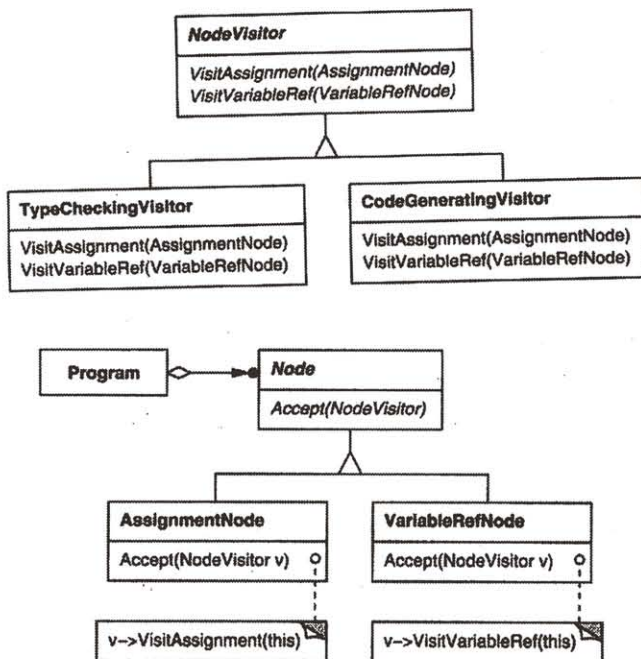 NodeVisitor
VisitAssignment(AssignmentNode)
VisitVariableRef(VariableRefNode)
TypeCheckingVisitor
VisitAssignment(AssignmentNode)
VisitVariableRef(VariableRefNode)
CodeGeneratingVisitor
VisitAssignment(AssignmentNode)
VisitVariableRef(VariableRefNode)
Program
Node
Accept(NodeVisitor)
AssignmentNode
Accept(NodeVisitor v)
v->VisitAssignment(this)
VariableRefNode
Accept(NodeVisitor v)
v->VisitVariableRef(this)